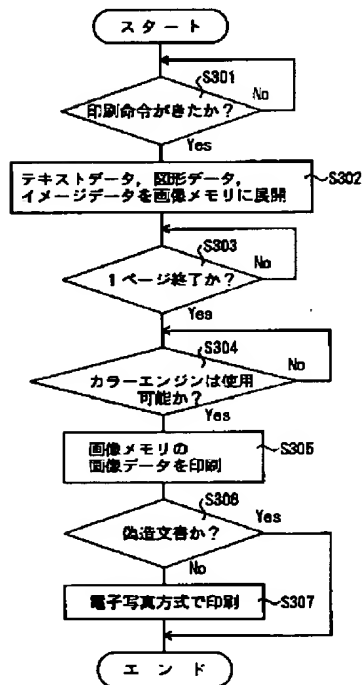 スタート
S301
No
印刷命令がきたか？
Yes
テキストデータ，図形データ，
イメージデータを画像メモリに展開
S302
S303
No
1ページ終了か？
Yes
S304
No
カラーエンジンは使用
可能か？
Yes
画像メモリの
画像データを印刷
S305
S306
Yes
偽造文書か？
No
電子写真方式で印刷
S307
エンド